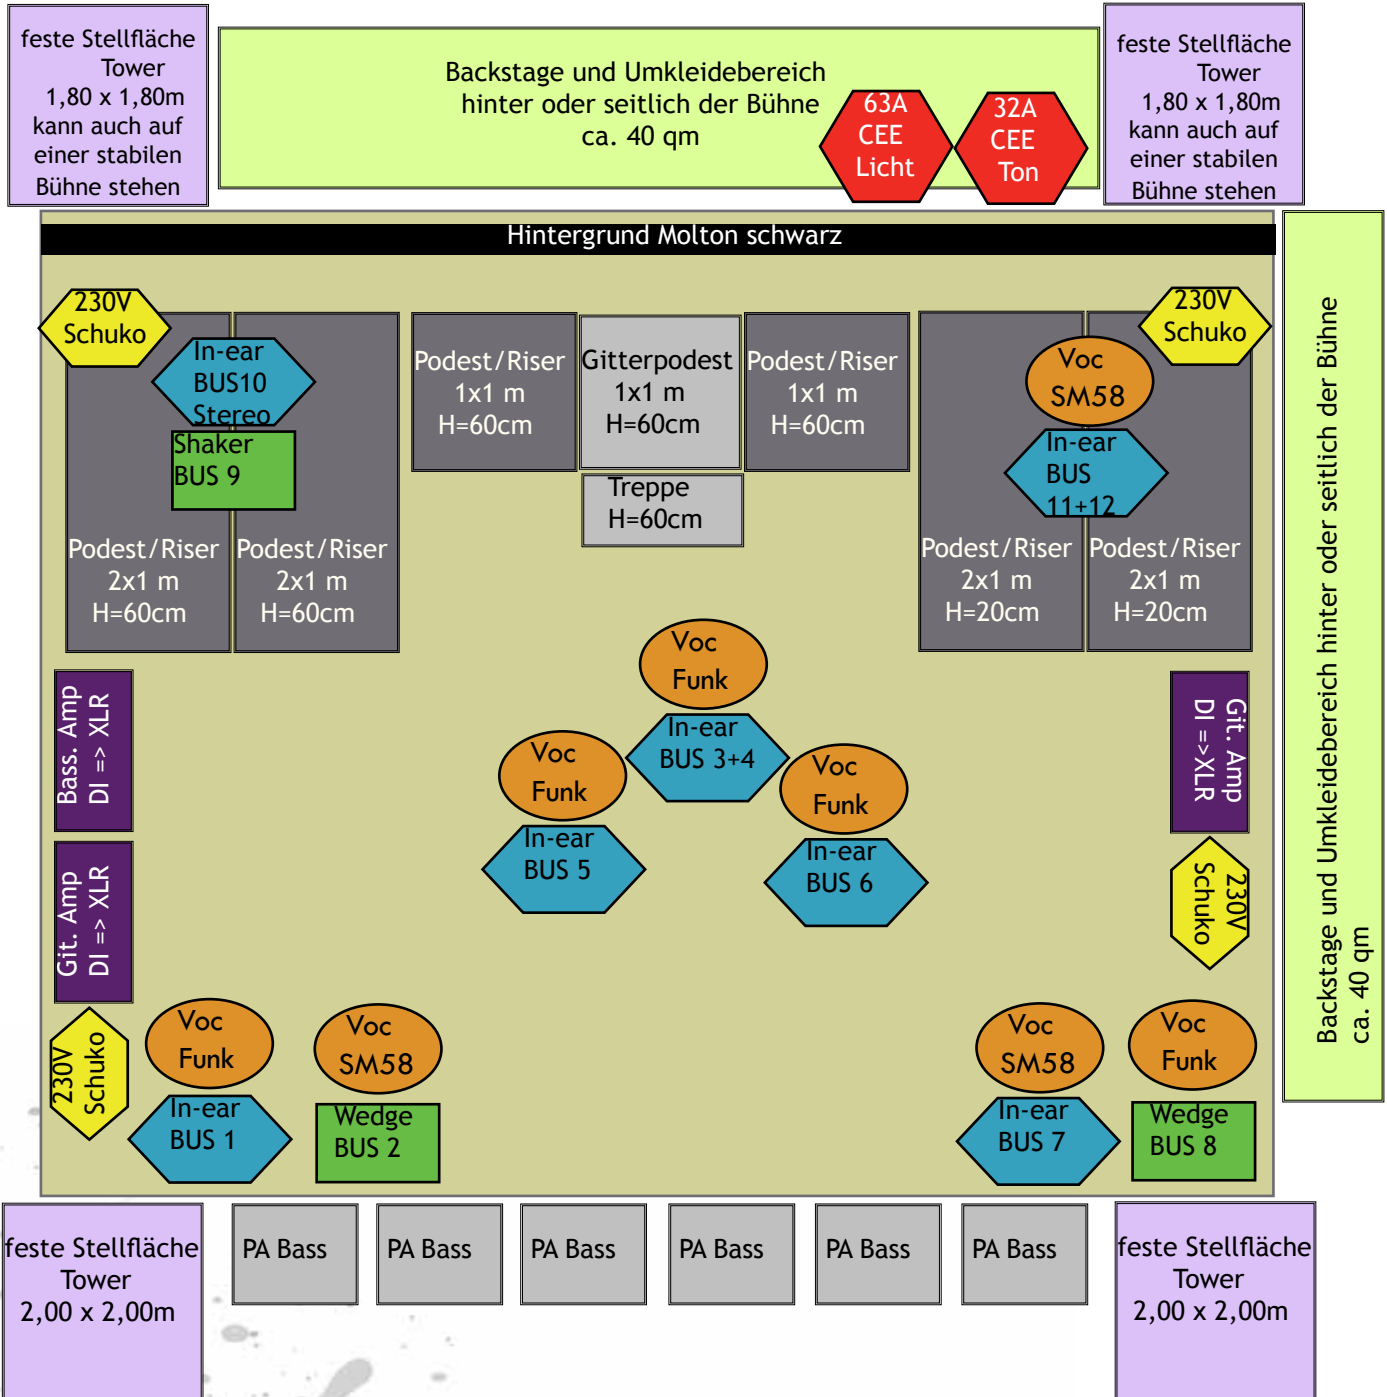 feste Stellfläche
Tower
1,80 x 1,80m
kann auch auf
einer stabilen
Bühne stehen
Backstage und Umkleidebereich
hinter oder seitlich der Bühne
ca. 40 qm
63A
CEE
Licht
32A
CEE
Ton
feste Stellfläche
Tower
1,80 x 1,80m
kann auch auf
einer stabilen
Bühne stehen
Hintergrund Molton schwarz
230V
Schuko
In-ear
BUS10
Stereo
Shaker
BUS 9
Podest/Riser
2x1 m
H=60cm
Podest/Riser
2x1 m
H=60cm
Podest/Riser
1x1 m
H=60cm
Gitterpodest
1x1 m
H=60cm
Podest/Riser
1x1 m
H=60cm
Treppe
H=60cm
230V
Schuko
Voc
SM58
In-ear
BUS
11+12
Podest/Riser
2x1 m
H=20cm
Podest/Riser
2x1 m
H=20cm
Backstage und Umkleidebereich hinter oder seitlich der Bühne
ca. 40 qm
Voc
Funk
In-ear
BUS 3+4
Voc
Funk
In-ear
BUS 5
Voc
Funk
In-ear
BUS 6
Bass. Amp
DI => XLR
Git. Amp
DI => XLR
230V
Schuko
Git. Amp
DI =>XLR
230V
Schuko
Voc
Funk
In-ear
BUS 1
Voc
SM58
Wedge
BUS 2
Voc
SM58
In-ear
BUS 7
Voc
Funk
Wedge
BUS 8
feste Stellfläche
Tower
2,00 x 2,00m
PA Bass
PA Bass
PA Bass
PA Bass
PA Bass
PA Bass
feste Stellfläche
Tower
2,00 x 2,00m